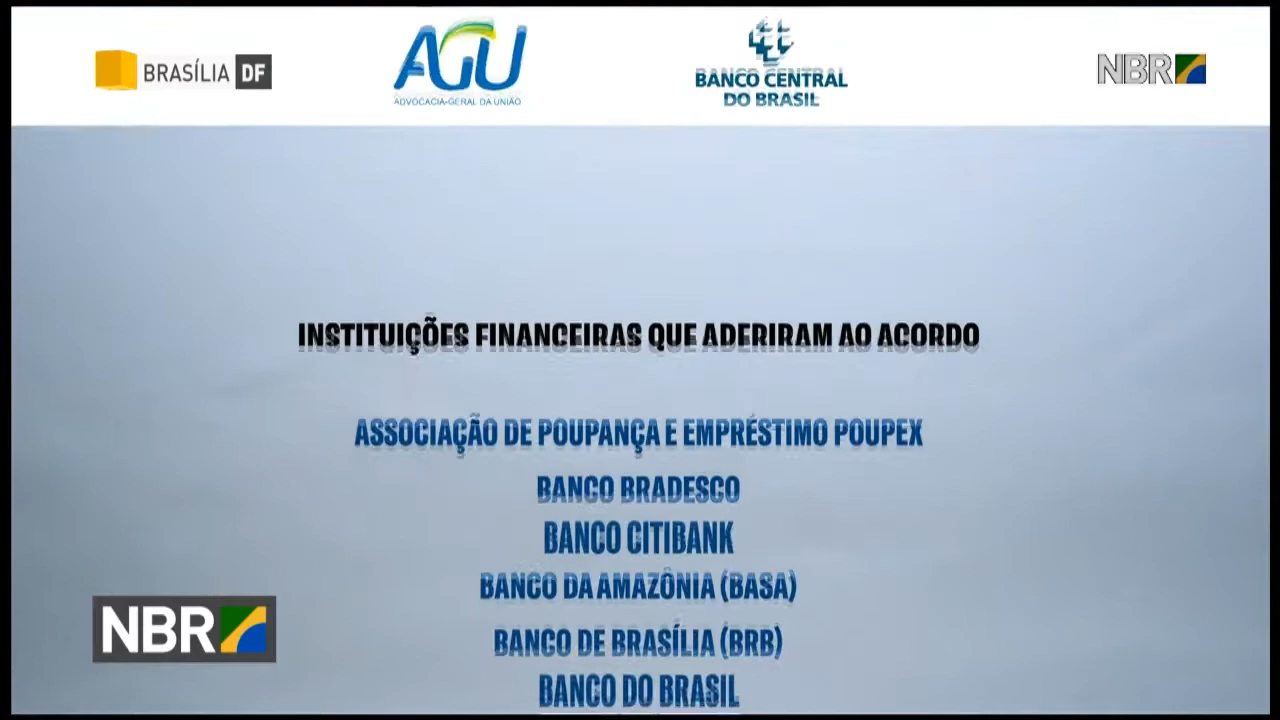 BRASÍLIA DF
AGU
ADVOCACIA-GERAL DA UNIÃO
BANCO CENTRAL
DO BRASIL
NBR
INSTITUIÇÕES FINANCEIRAS QUE ADERIRAM AO ACORDO
ASSOCIAÇÃO DE POUPANÇA E EMPRÉSTIMO POUPEX
BANCO BRADESCO
BANCO CITIBANK
BANCO DA AMAZÔNIA (BASA)
BANCO DE BRASÍLIA (BRB)
BANCO DO BRASIL
NBR